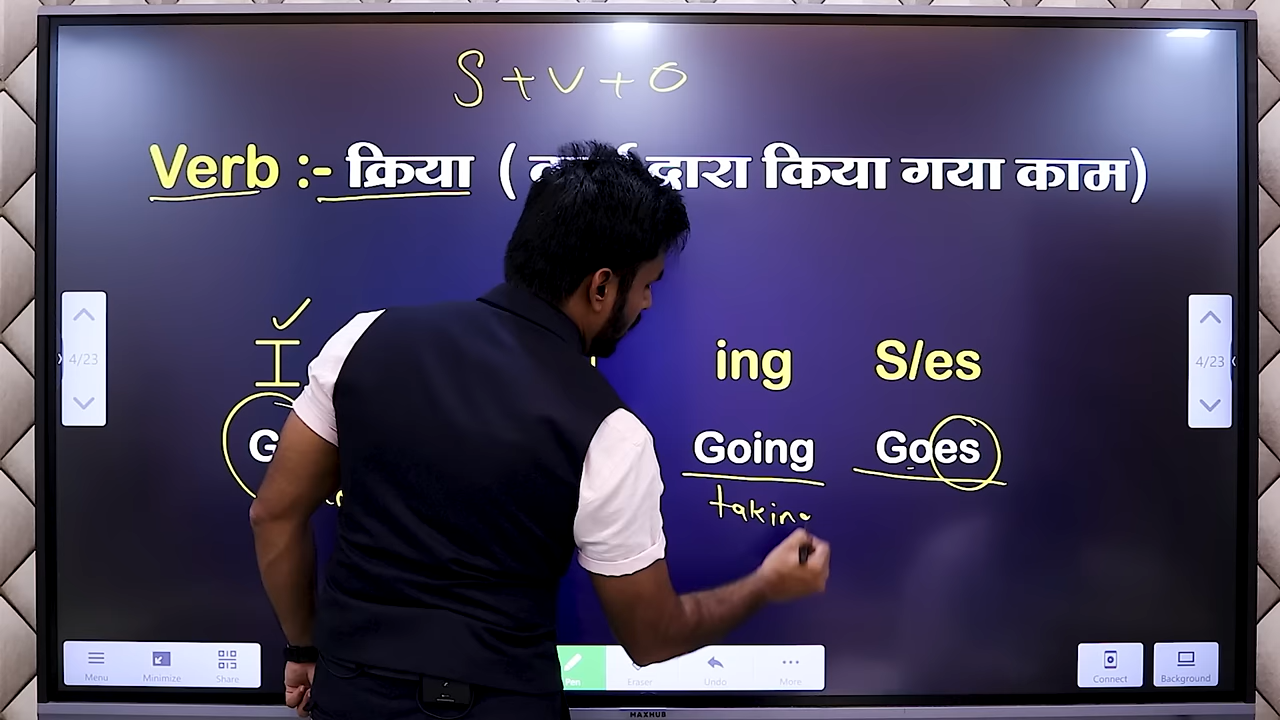 S + V + O
Verb :- क्रिया ( द्वारा किया गया काम)
I ing S/es
Going Goes
taking
4/23 4/23
Menu Minimize Share Pen Eraser Undo More Connect Background
MAXHUB